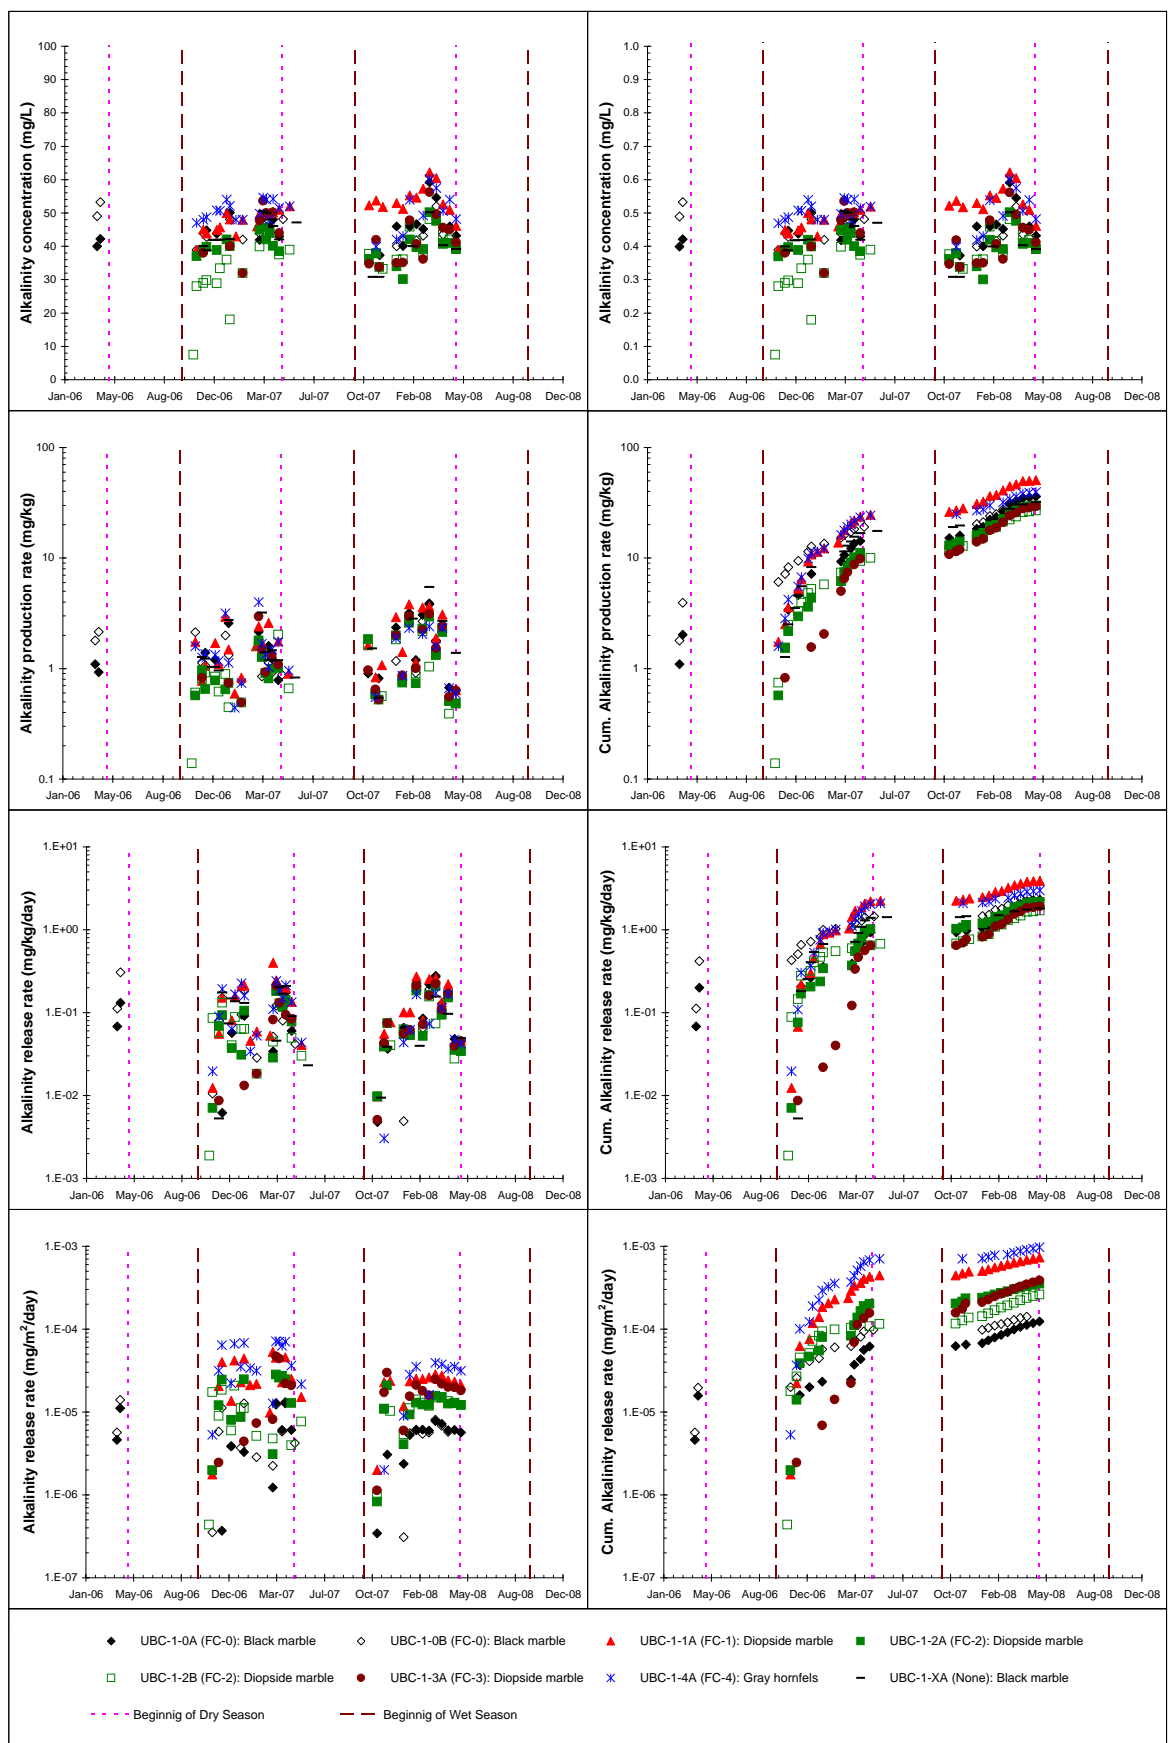 Alkalinity concentration (mg/L)
100
90
80
70
60
50
40
30
20
10
0
Jan-06 May-06 Aug-06 Dec-06 Mar-07 Jul-07 Oct-07 Feb-08 May-08 Aug-08 Dec-08
Alkalinity concentration (mg/L)
1.0
0.9
0.8
0.7
0.6
0.5
0.4
0.3
0.2
0.1
0.0
Jan-06 May-06 Aug-06 Dec-06 Mar-07 Jul-07 Oct-07 Feb-08 May-08 Aug-08 Dec-08
Alkalinity production rate (mg/kg)
100
10
1
0.1
Jan-06 May-06 Aug-06 Dec-06 Mar-07 Jul-07 Oct-07 Feb-08 May-08 Aug-08 Dec-08
Cum. Alkalinity production rate (mg/kg)
100
10
1
0.1
Jan-06 May-06 Aug-06 Dec-06 Mar-07 Jul-07 Oct-07 Feb-08 May-08 Aug-08 Dec-08
Alkalinity release rate (mg/kg/day)
1.E+01
1.E+00
1.E-01
1.E-02
1.E-03
Jan-06 May-06 Aug-06 Dec-06 Mar-07 Jul-07 Oct-07 Feb-08 May-08 Aug-08 Dec-08
Cum. Alkalinity release rate (mg/kg/day)
1.E+01
1.E+00
1.E-01
1.E-02
1.E-03
Jan-06 May-06 Aug-06 Dec-06 Mar-07 Jul-07 Oct-07 Feb-08 May-08 Aug-08 Dec-08
Alkalinity release rate (mg/m²/day)
1.E-03
1.E-04
1.E-05
1.E-06
1.E-07
Jan-06 May-06 Aug-06 Dec-06 Mar-07 Jul-07 Oct-07 Feb-08 May-08 Aug-08 Dec-08
Cum. Alkalinity release rate (mg/m²/day)
1.E-03
1.E-04
1.E-05
1.E-06
1.E-07
Jan-06 May-06 Aug-06 Dec-06 Mar-07 Jul-07 Oct-07 Feb-08 May-08 Aug-08 Dec-08
UBC-1-0A (FC-0): Black marble UBC-1-0B (FC-0): Black marble UBC-1-1A (FC-1): Diopside marble UBC-1-2A (FC-2): Diopside marble
UBC-1-2B (FC-2): Diopside marble UBC-1-3A (FC-3): Diopside marble UBC-1-4A (FC-4): Gray hornfels UBC-1-XA (None): Black marble
Beginnig of Dry Season Beginnig of Wet Season